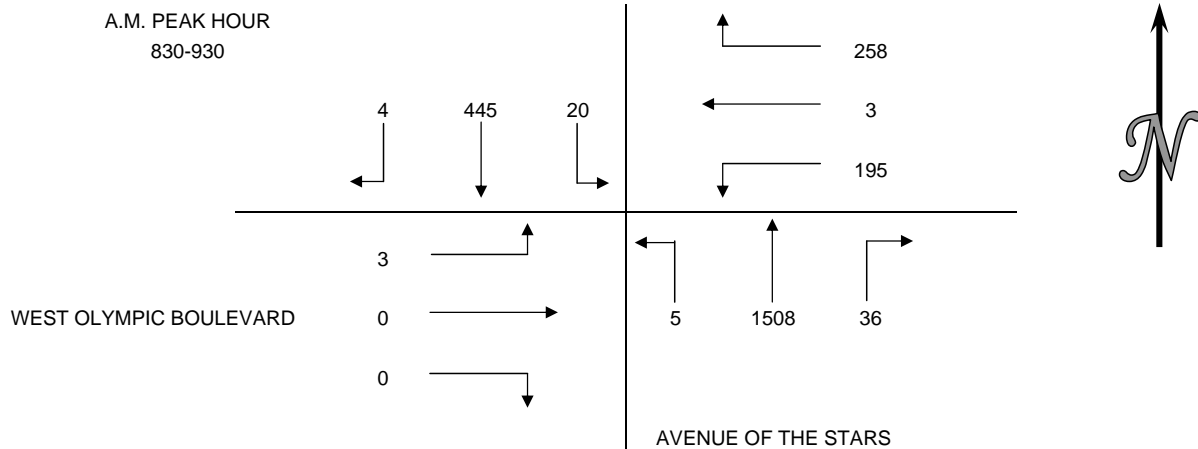 A.M. PEAK HOUR
830-930
258
4 445 20
3
195
N
3
WEST OLYMPIC BOULEVARD 0
5 1508 36
0
AVENUE OF THE STARS